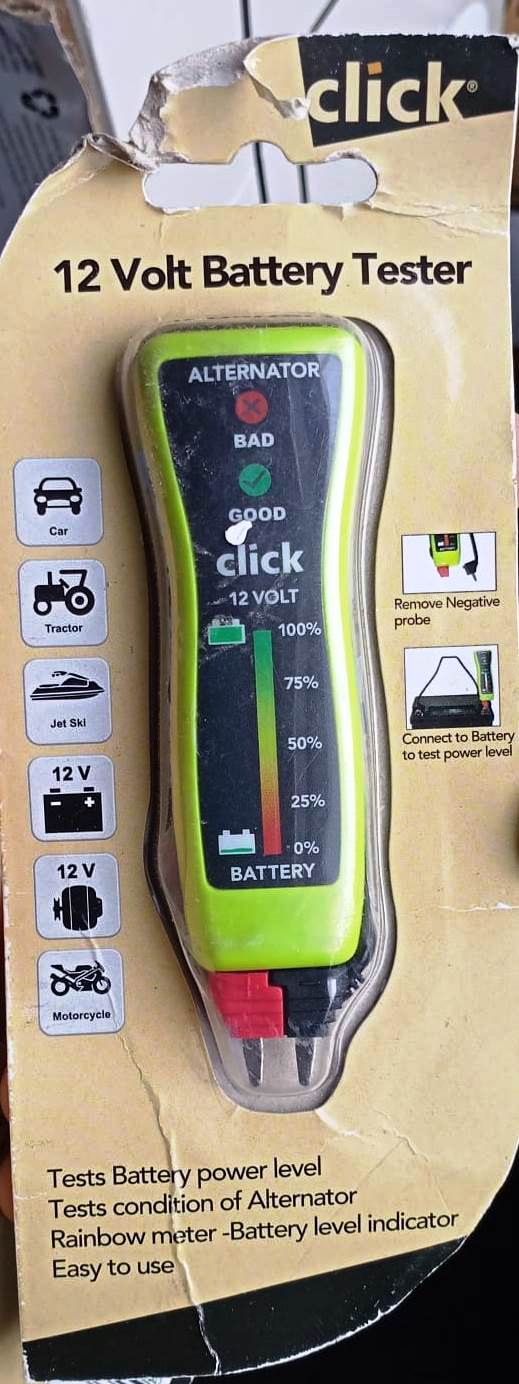 click®
12 Volt Battery Tester
ALTERNATOR
BAD
GOOD
click
12 VOLT
100%
75%
50%
25%
0%
BATTERY
Car
Tractor
Jet Ski
12 V
12 V
Motorcycle
Remove Negative
probe
Connect to Battery
to test power level
Tests Battery power level
Tests condition of Alternator
Rainbow meter -Battery level indicator
Easy to use